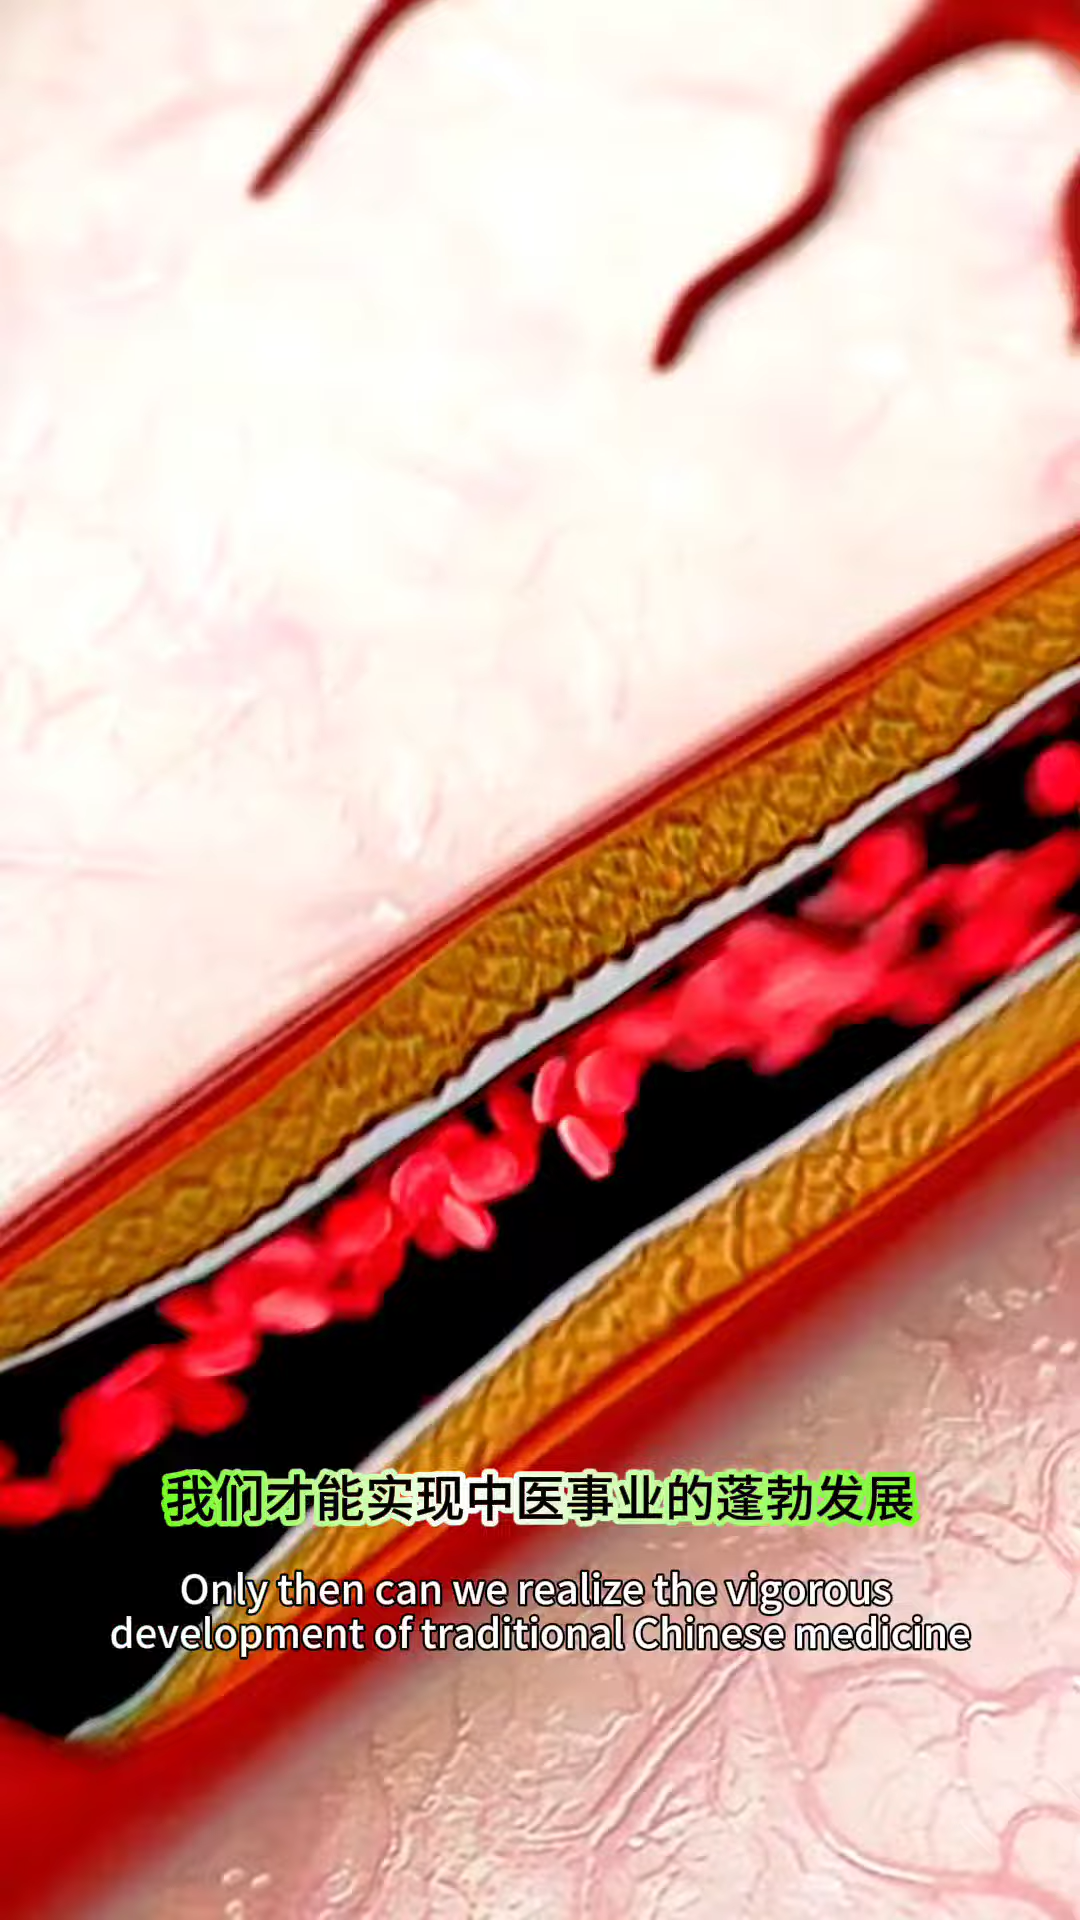 我们才能实现中医事业的蓬勃发展
Only then can we realize the vigorous
development of traditional Chinese medicine